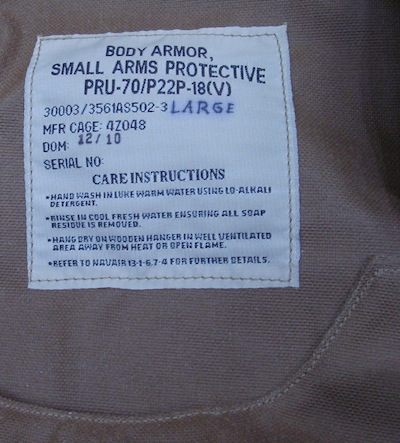 BODY ARMOR,
SMALL ARMS PROTECTIVE
PRU-70/P22P-18(V)
30003/3561AS502-3 LARGE
MFR CAGE: 4Z048
DOM: 12/10
SERIAL NO:
CARE INSTRUCTIONS
•HAND WASH IN LUKE WARM WATER USING LO-ALKALI
DETERGENT.
•RINSE IN COOL FRESH WATER ENSURING ALL SOAP
RESIDUE IS REMOVED.
•HANG DRY ON WOODEN HANGER IN WELL VENTILATED
AREA AWAY FROM HEAT OR OPEN FLAME.
•REFER TO NAVAIR 13-1-6.7-4 FOR FURTHER DETAILS.